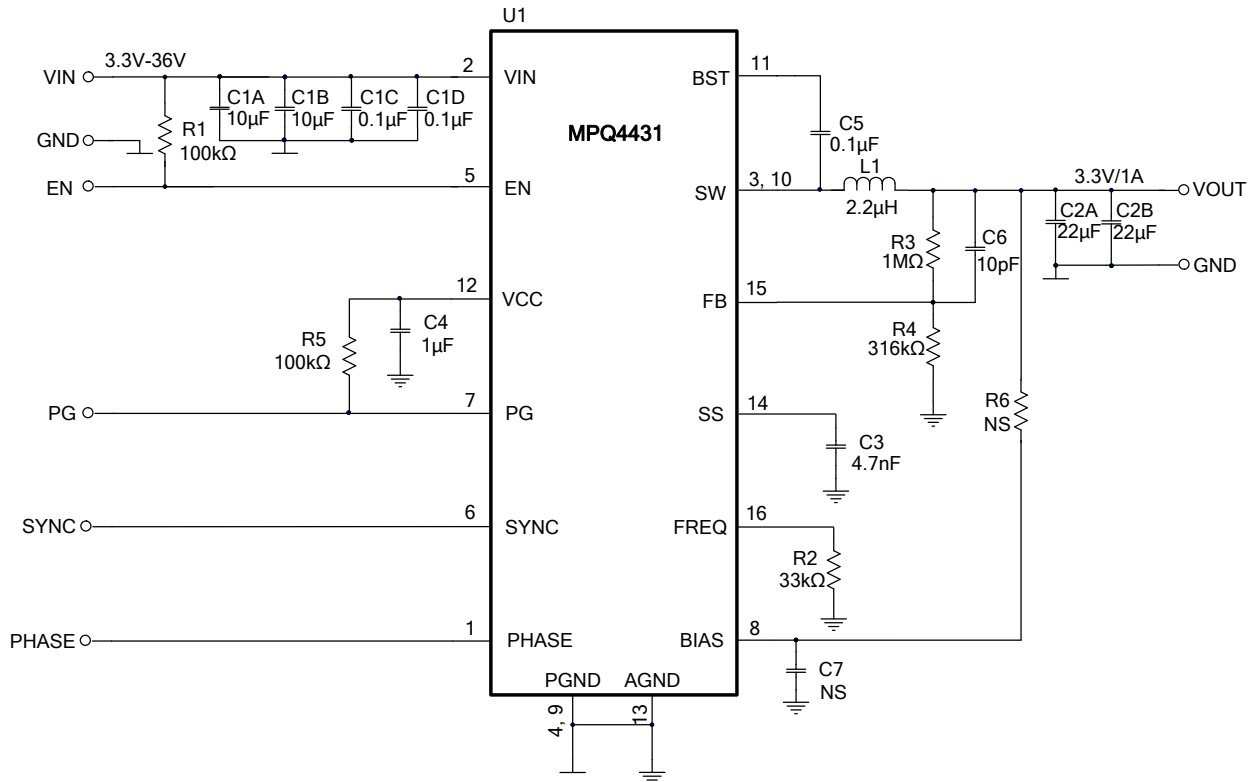 U1
3.3V-36V
VIN
2
VIN
C1A
10µF
C1B
10µF
C1C
0.1µF
C1D
0.1µF
GND
R1
100kΩ
EN
5
EN
MPQ4431
BST
11
C5
0.1µF
SW
3, 10
L1
2.2µH
3.3V/1A
VOUT
C2A
22µF
C2B
22µF
GND
R3
1MΩ
C6
10pF
FB
15
R4
316kΩ
12
VCC
R5
100kΩ
C4
1µF
PG
7
PG
SS
14
C3
4.7nF
R6
NS
SYNC
6
SYNC
FREQ
16
R2
33kΩ
PHASE
1
PHASE
BIAS
8
C7
NS
PGND
AGND
4, 9
13